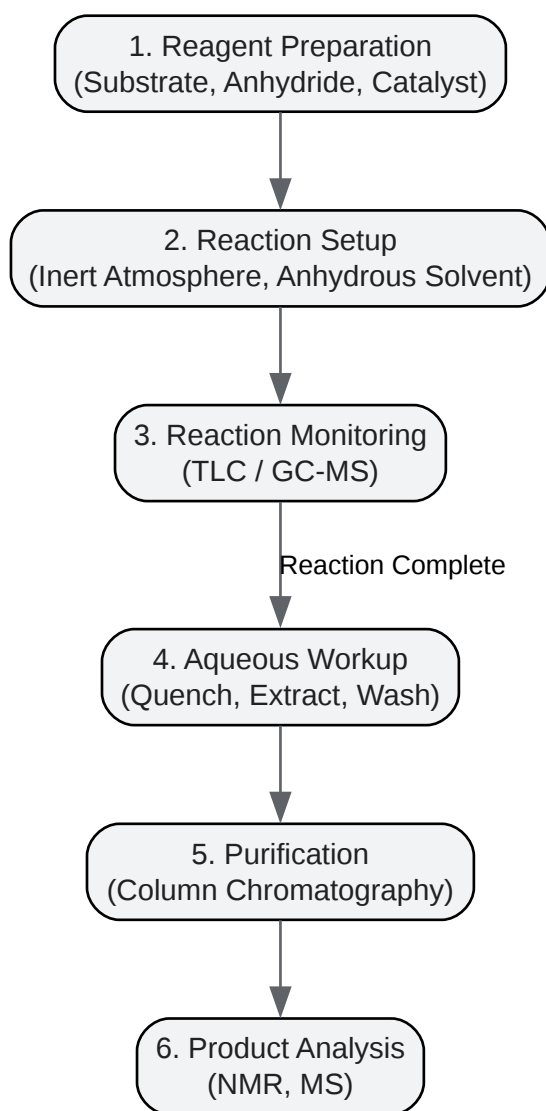 1. Reagent Preparation
(Substrate, Anhydride, Catalyst)
2. Reaction Setup
(Inert Atmosphere, Anhydrous Solvent)
3. Reaction Monitoring
(TLC / GC-MS)
Reaction Complete
4. Aqueous Workup
(Quench, Extract, Wash)
5. Purification
(Column Chromatography)
6. Product Analysis
(NMR, MS)